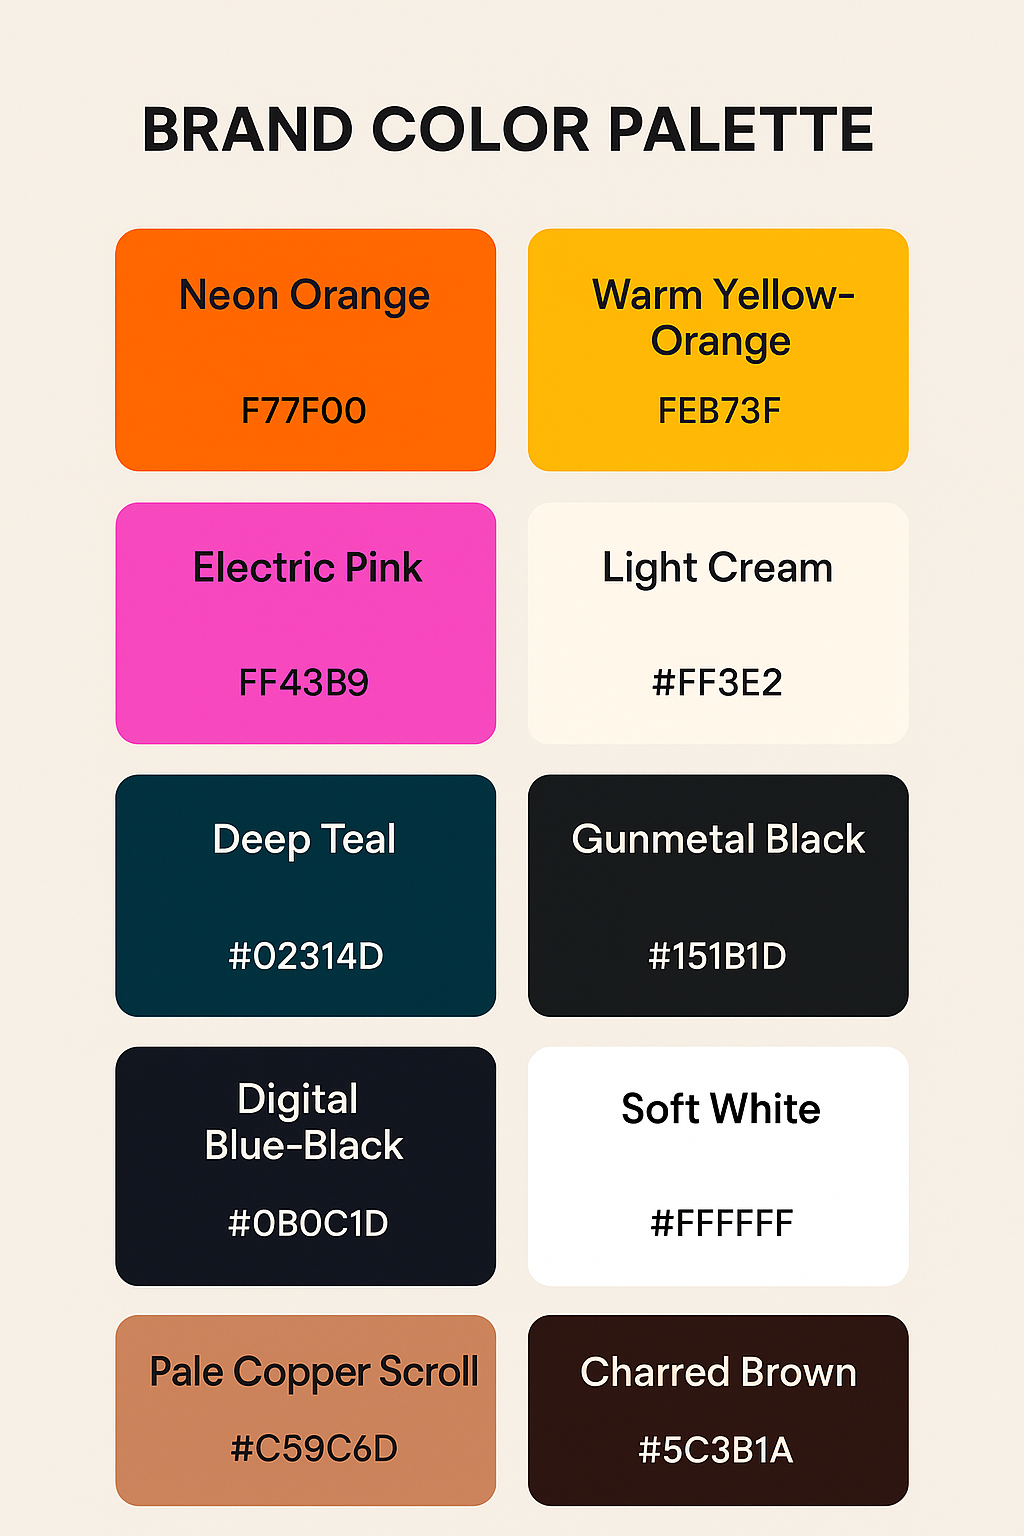 BRAND COLOR PALETTE
Neon Orange
F77F00
Warm Yellow-
Orange
FEB73F
Electric Pink
FF43B9
Light Cream
#FF3E2
Deep Teal
#02314D
Gunmetal Black
#151B1D
Digital
Blue-Black
#0B0C1D
Soft White
#FFFFFF
Pale Copper Scroll
#C59C6D
Charred Brown
#5C3B1A